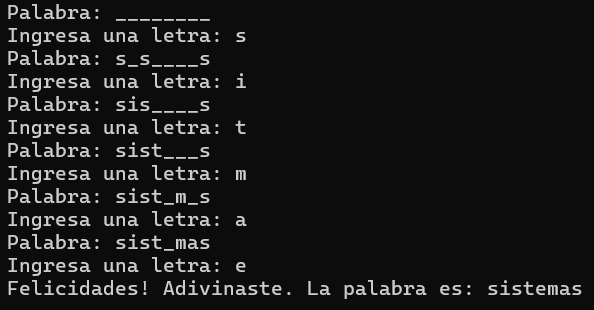 Palabra: ________
Ingresa una letra: s
Palabra: s_s____s
Ingresa una letra: i
Palabra: sis____s
Ingresa una letra: t
Palabra: sist___s
Ingresa una letra: m
Palabra: sist_m_s
Ingresa una letra: a
Palabra: sist_mas
Ingresa una letra: e
Felicidades! Adivinaste. La palabra es: sistemas